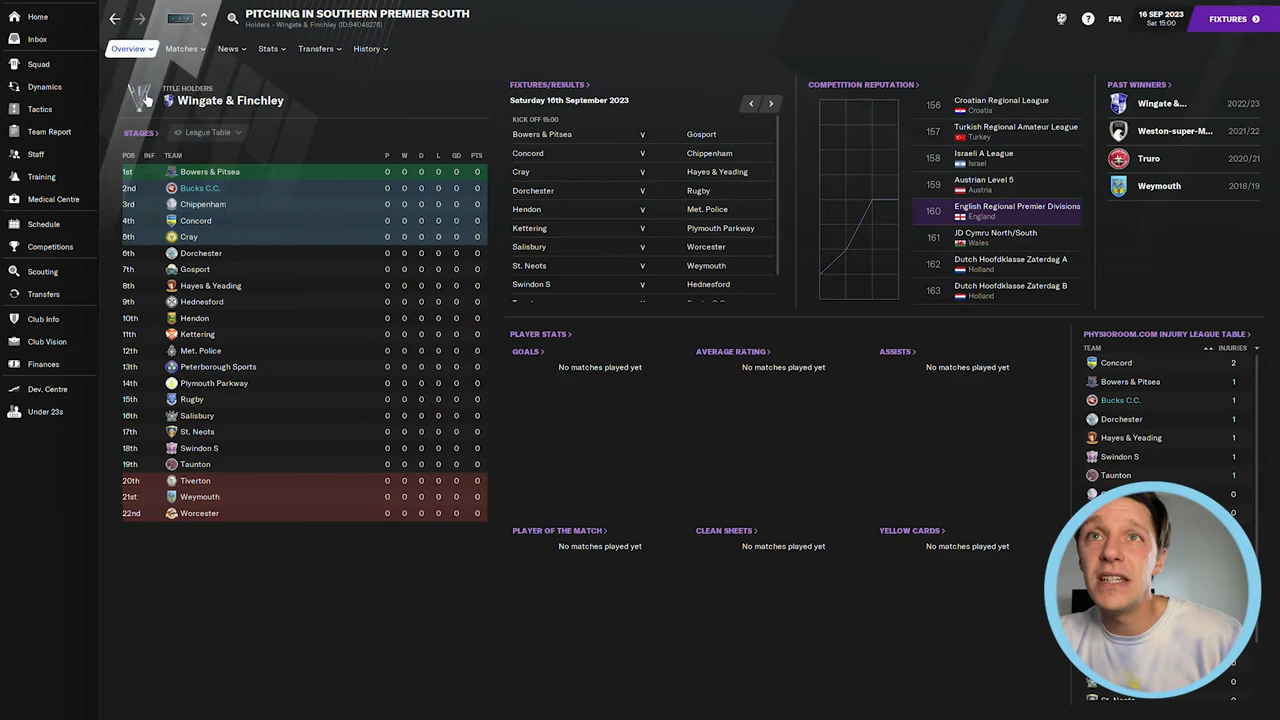 Home
Inbox
Squad
Dynamics
Tactics
Team Report
Staff
Training
Medical Centre
Schedule
Competitions
Scouting
Transfers
Club Info
Club Vision
Finances
Dev. Centre
Under 23s
PITCHING IN SOUTHERN PREMIER SOUTH
Holders - Wingate & Finchley (ID:94048276)
FM
16 SEP 2023
Sat 15:00
FIXTURES
Overview Matches News Stats Transfers History
TITLE HOLDERS
Wingate & Finchley
STAGES > League Table
POS INF TEAM P W D L GD PTS
1st Bowers & Pitsea 0 0 0 0 0 0
2nd Bucks C.C. 0 0 0 0 0 0
3rd Chippenham 0 0 0 0 0 0
4th Concord 0 0 0 0 0 0
5th Cray 0 0 0 0 0 0
6th Dorchester 0 0 0 0 0 0
7th Gosport 0 0 0 0 0 0
8th Hayes & Yeading 0 0 0 0 0 0
9th Hednesford 0 0 0 0 0 0
10th Hendon 0 0 0 0 0 0
11th Kettering 0 0 0 0 0 0
12th Met. Police 0 0 0 0 0 0
13th Peterborough Sports 0 0 0 0 0 0
14th Plymouth Parkway 0 0 0 0 0 0
15th Rugby 0 0 0 0 0 0
16th Salisbury 0 0 0 0 0 0
17th St. Neots 0 0 0 0 0 0
18th Swindon S 0 0 0 0 0 0
19th Taunton 0 0 0 0 0 0
20th Tiverton 0 0 0 0 0 0
21st Weymouth 0 0 0 0 0 0
22nd Worcester 0 0 0 0 0 0
FIXTURES/RESULTS >
Saturday 16th September 2023
KICK OFF 15:00
Bowers & Pitsea v Gosport
Concord v Chippenham
Cray v Hayes & Yeading
Dorchester v Rugby
Hendon v Met. Police
Kettering v Plymouth Parkway
Salisbury v Worcester
St. Neots v Weymouth
Swindon S v Hednesford
COMPETITION REPUTATION >
156 Croatian Regional League
Croatia
157 Turkish Regional Amateur League
Turkey
158 Israeli A League
Israel
159 Austrian Level 5
Austria
160 English Regional Premier Divisions
England
161 JD Cymru North/South
Wales
162 Dutch Hoofdklasse Zaterdag A
Holland
163 Dutch Hoofdklasse Zaterdag B
Holland
PAST WINNERS >
Wingate &... 2022/23
Weston-super-M... 2021/22
Truro 2020/21
Weymouth 2018/19
PLAYER STATS >
GOALS >
No matches played yet
AVERAGE RATING >
No matches played yet
ASSISTS >
No matches played yet
PLAYER OF THE MATCH >
No matches played yet
CLEAN SHEETS >
No matches played yet
YELLOW CARDS >
No matches played yet
PHYSIOROOM.COM INJURY LEAGUE TABLE >
TEAM INJURIES
Concord 2
Bowers & Pitsea 1
Bucks C.C. 1
Dorchester 1
Hayes & Yeading 1
Swindon S 1
Taunton 1
0
0
0